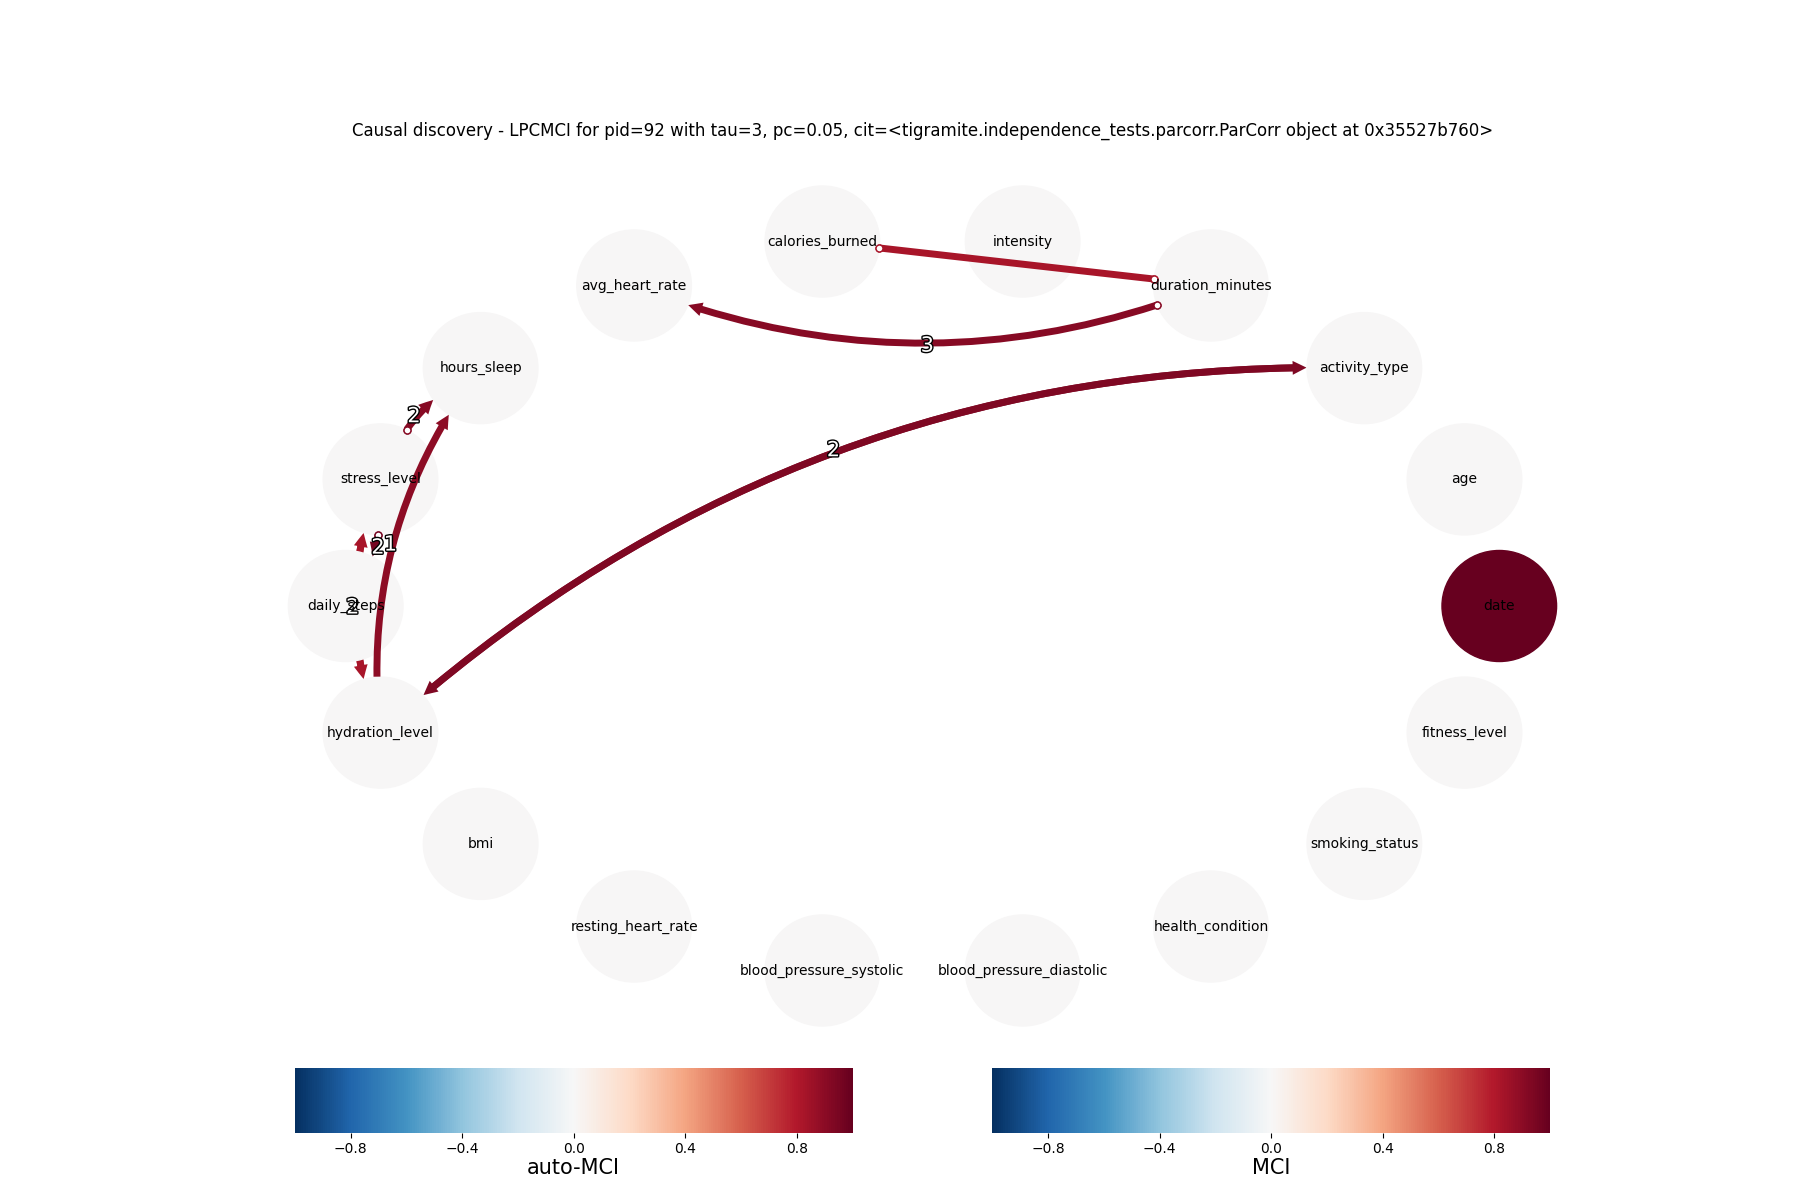 Causal discovery - LPCMCI for pid=92 with tau=3, pc=0.05, cit=<tigramite.independence_tests.parcorr.ParCorr object at 0x35527b760>
calories_burned
intensity
avg_heart_rate
duration_minutes
3
hours_sleep
activity_type
2
2
stress_level
age
2
1
daily_steps
2
date
hydration_level
fitness_level
bmi
smoking_status
resting_heart_rate
health_condition
blood_pressure_systolic
blood_pressure_diastolic
−0.8 −0.4 0.0 0.4 0.8
auto-MCI
−0.8 −0.4 0.0 0.4 0.8
MCI